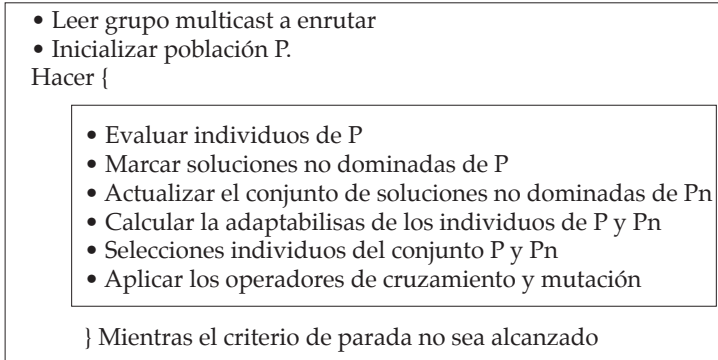 • Leer grupo multicast a enrutar
• Inicializar población P.
Hacer {
• Evaluar individuos de P
• Marcar soluciones no dominadas de P
• Actualizar el conjunto de soluciones no dominadas de Pn
• Calcular la adaptabilisas de los individuos de P y Pn
• Selecciones individuos del conjunto P y Pn
• Aplicar los operadores de cruzamiento y mutación
} Mientras el criterio de parada no sea alcanzado